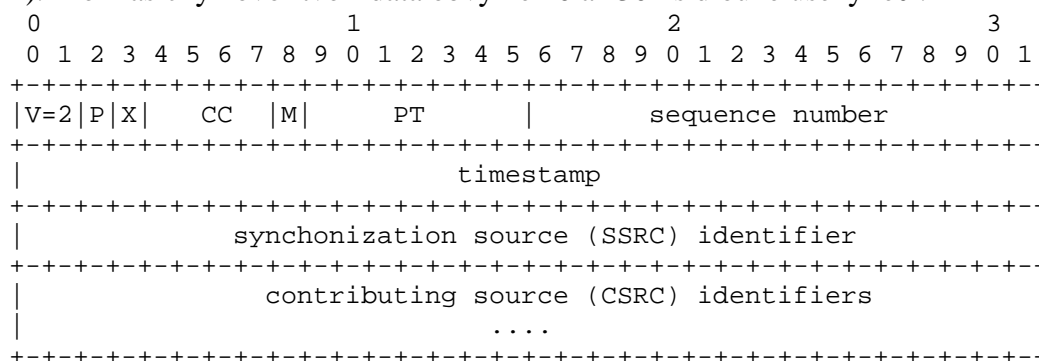 0 1 2 3
0 1 2 3 4 5 6 7 8 9 0 1 2 3 4 5 6 7 8 9 0 1 2 3 4 5 6 7 8 9 0 1
+-+-+-+-+-+-+-+-+-+-+-+-+-+-+-+-+-+-+-+-+-+-+-+-+-+-+-+-+-+-+-+--
|V=2|P|X| CC |M| PT | sequence number
+-+-+-+-+-+-+-+-+-+-+-+-+-+-+-+-+-+-+-+-+-+-+-+-+-+-+-+-+-+-+-+--
| timestamp
+-+-+-+-+-+-+-+-+-+-+-+-+-+-+-+-+-+-+-+-+-+-+-+-+-+-+-+-+-+-+-+--
| synchonization source (SSRC) identifier
+-+-+-+-+-+-+-+-+-+-+-+-+-+-+-+-+-+-+-+-+-+-+-+-+-+-+-+-+-+-+-+--
| contributing source (CSRC) identifiers
| ....
+-+-+-+-+-+-+-+-+-+-+-+-+-+-+-+-+-+-+-+-+-+-+-+-+-+-+-+-+-+-+-+--